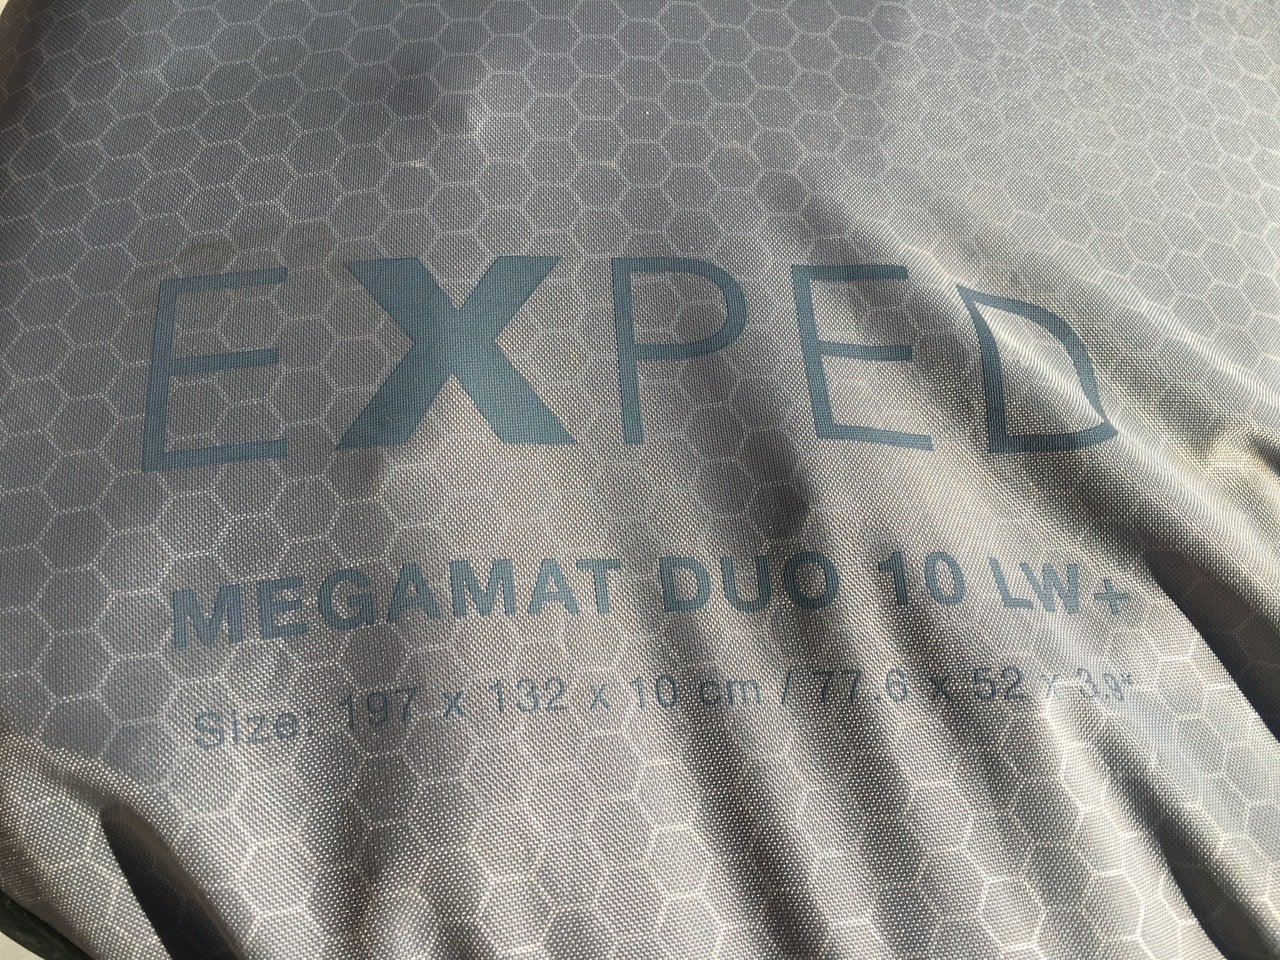 EXPED
MEGAMAT DUO 10 LW+
Size: 197 x 132 x 10 cm / 77.6 x 52 x 3.9"